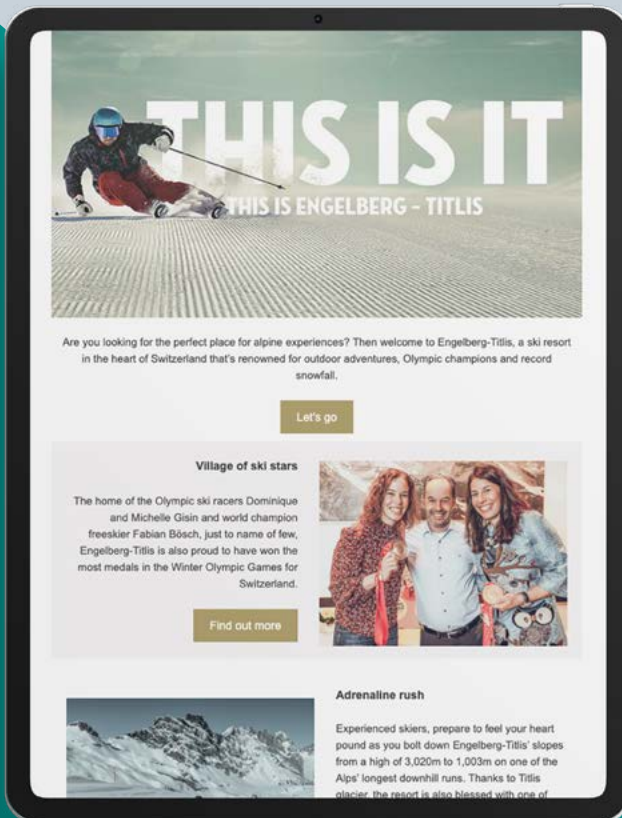 THIS IS IT
THIS IS ENGELBERG - TITLIS
Are you looking for the perfect place for alpine experiences? Then welcome to Engelberg-Titlis, a ski resort
in the heart of Switzerland that's renowned for outdoor adventures, Olympic champions and record
snowfall.
Let's go
Village of ski stars
The home of the Olympic ski racers Dominique
and Michelle Gisin and world champion
freeskier Fabian Bösch, just to name of few,
Engelberg-Titlis is also proud to have won the
most medals in the Winter Olympic Games for
Switzerland.
Find out more
Adrenaline rush
Experienced skiers, prepare to feel your heart
pound as you bolt down Engelberg-Titlis' slopes
from a high of 3,020m to 1,003m on one of the
Alps' longest downhill runs. Thanks to Titlis
glacier, the resort is also blessed with one of